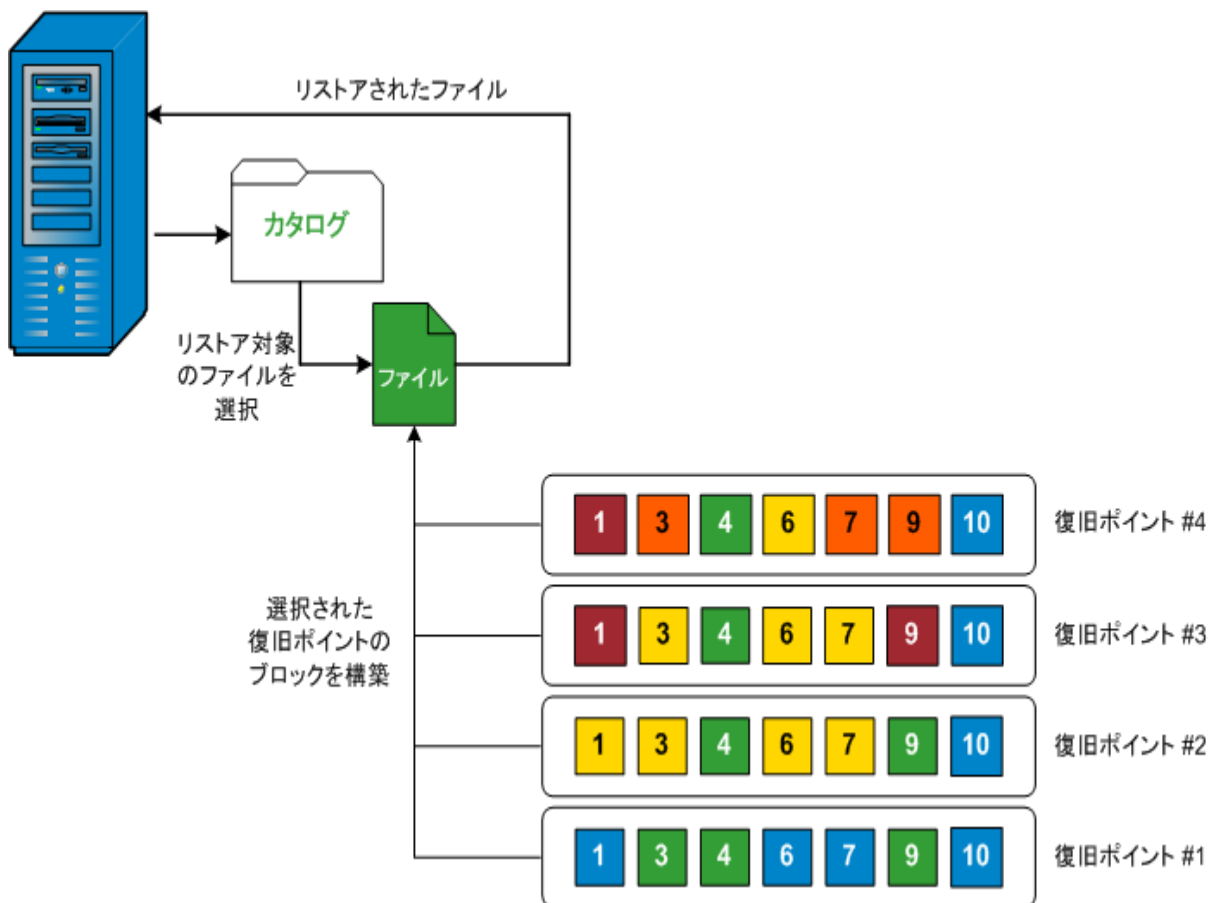 リストアされたファイル
カタログ
リストア対象
のファイルを
選択
ファイル
1 3 4 6 7 9 10
復旧ポイント #4
選択された
復旧ポイントの
ブロックを構築
1 3 4 6 7 9 10
復旧ポイント #3
1 3 4 6 7 9 10
復旧ポイント #2
1 3 4 6 7 9 10
復旧ポイント #1